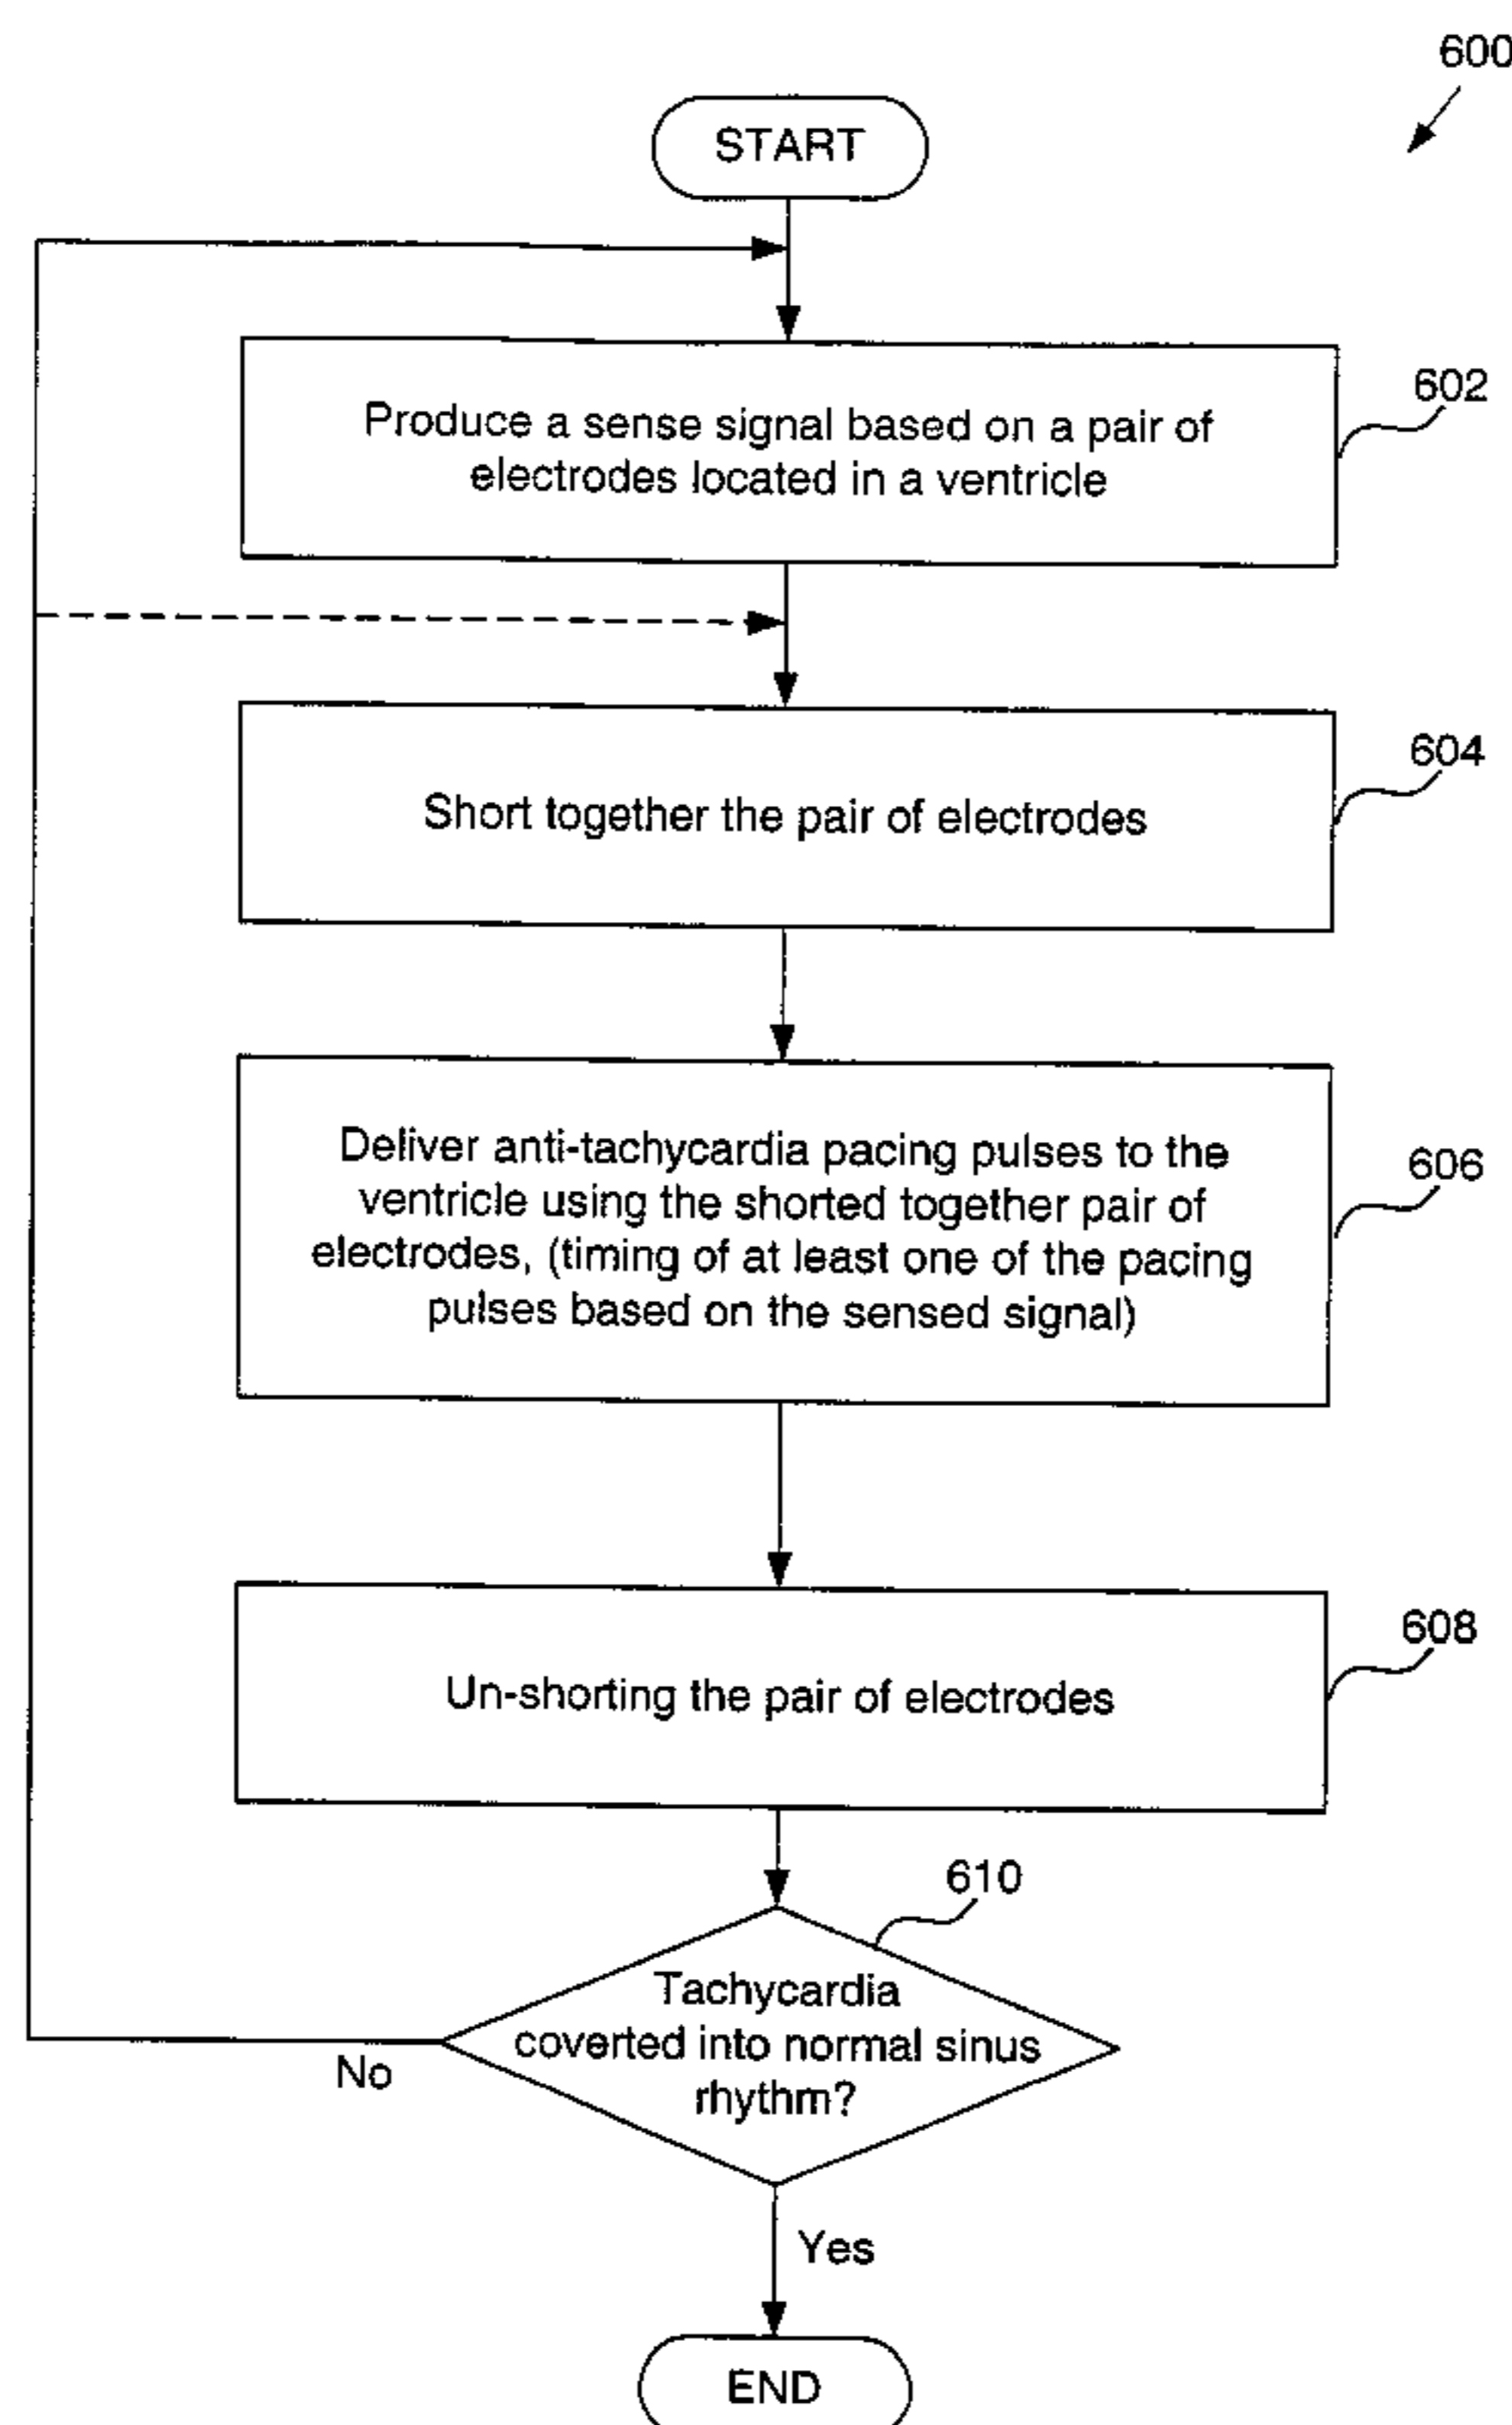 600
START
Produce a sense signal based on a pair of
electrodes located in a ventricle
602
Short together the pair of electrodes
604
Deliver anti-tachycardia pacing pulses to the
ventricle using the shorted together pair of
electrodes, (timing of at least one of the pacing
pulses based on the sensed signal)
606
Un-shorting the pair of electrodes
608
610
Tachycardia
coverted into normal sinus
rhythm?
No
Yes
END